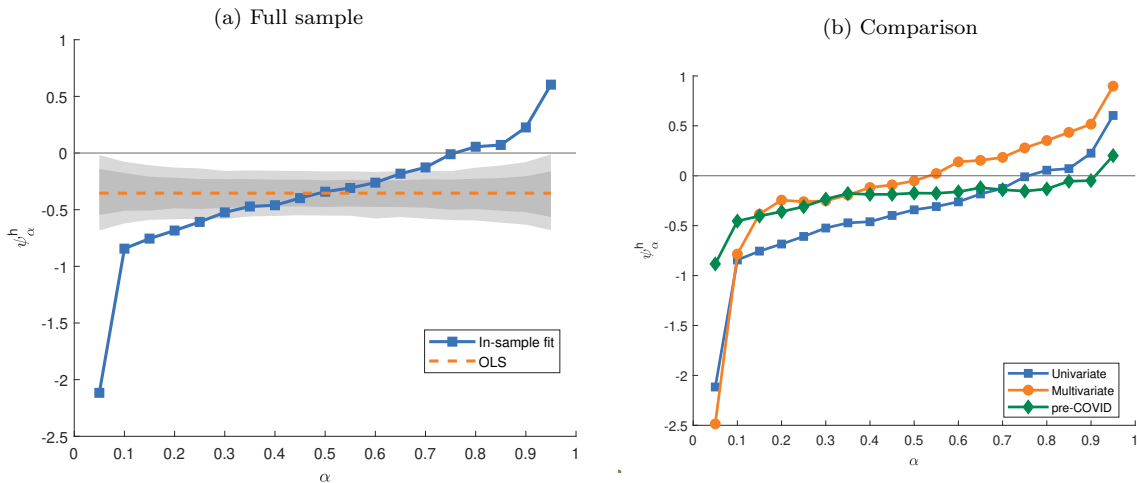 (a) Full sample
1
0.5
0
-0.5
-1
-1.5
-2
-2.5
0 0.1 0.2 0.3 0.4 0.5 0.6 0.7 0.8 0.9 1
α
ψ_α^h
In-sample fit
OLS
(b) Comparison
1
0.5
0
-0.5
-1
-1.5
-2
-2.5
0 0.1 0.2 0.3 0.4 0.5 0.6 0.7 0.8 0.9 1
α
ψ_α^h
Univariate
Multivariate
pre-COVID